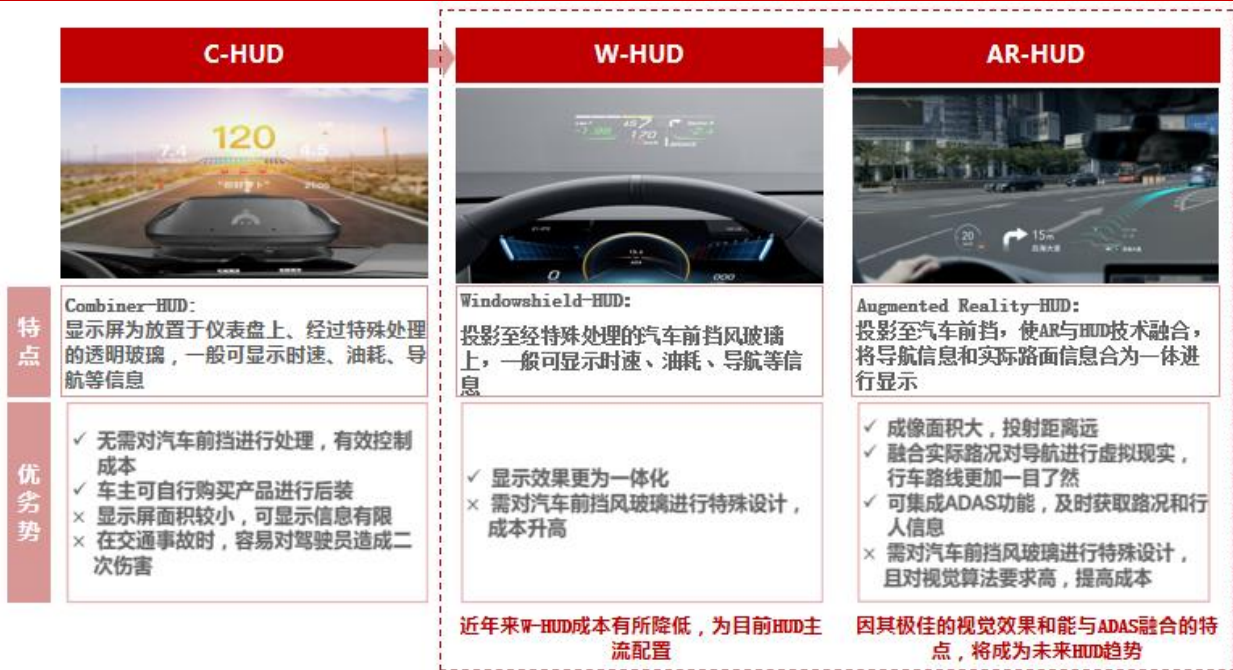 C-HUD
W-HUD
AR-HUD
120
7.4
4.5
21:05
170
0
000
20
15m
特点
Combiner-HUD:
显示屏为放置于仪表盘上、经过特殊处理
的透明玻璃，一般可显示时速、油耗、导
航等信息
Windowshield-HUD:
投影至经特殊处理的汽车前挡风玻璃
上，一般可显示时速、油耗、导航等信
息
Augmented Reality-HUD:
投影至汽车前挡，使AR与HUD技术融合，
将导航信息和实际路面信息合为一体进
行显示
优劣势
✓ 无需对汽车前挡进行处理，有效控制
成本
✓ 车主可自行购买产品进行后装
× 显示屏面积较小，可显示信息有限
× 在交通事故时，容易对驾驶员造成二
次伤害
✓ 显示效果更为一体化
× 需对汽车前挡风玻璃进行特殊设计，
成本升高
✓ 成像面积大，投射距离远
✓ 融合实际路况对导航进行虚拟现实，
行车路线更加一目了然
✓ 可集成ADAS功能，及时获取路况和行
人信息
× 需对汽车前挡风玻璃进行特殊设计，
且对视觉算法要求高，提高成本
近年来W-HUD成本有所降低，为目前HUD主
流配置
因其极佳的视觉效果和能与ADAS融合的特
点，将成为未来HUD趋势